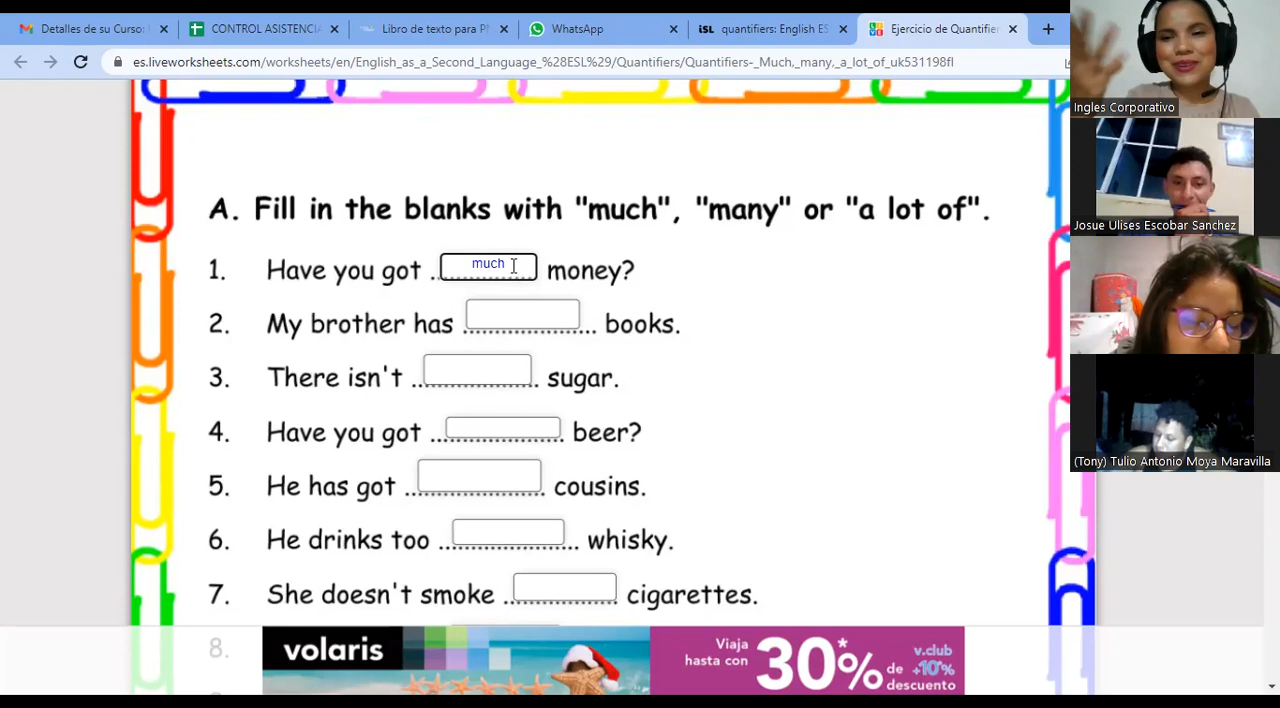 Detalles de su Curso:
CONTROL ASISTENCIA
Libro de texto para
WhatsApp
iSL quantifiers: English ES
Ejercicio de Quantifier
es.liveworksheets.com/worksheets/en/English_as_a_Second_Language_%28ESL%29/Quantifiers/Quantifiers-_Much,_many,_a_lot_of_uk531198fl
Ingles Corporativo
Josue Ulises Escobar Sanchez
(Tony) Tulio Antonio Moya Maravilla
A. Fill in the blanks with "much", "many" or "a lot of".
1. Have you got .. much money?
2. My brother has .................... books.
3. There isn't .................... sugar.
4. Have you got .................... beer?
5. He has got .................... cousins.
6. He drinks too .................... whisky.
7. She doesn't smoke .................... cigarettes.
8.
volaris
Viaja
hasta con
30%*
de
descuento
v.club
+10%*